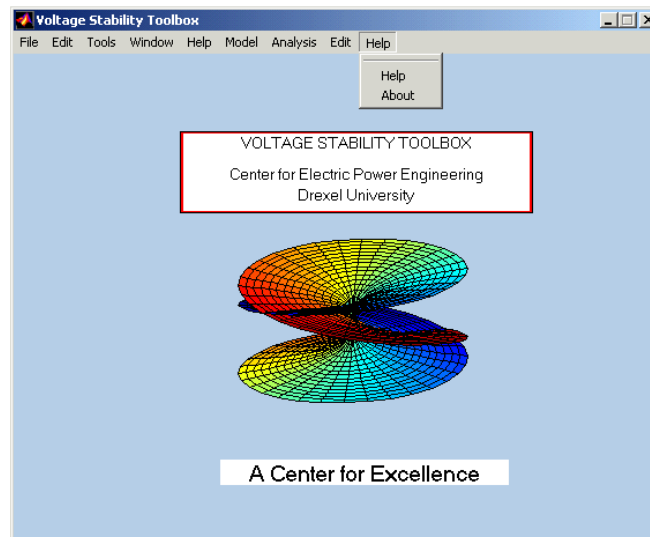 Voltage Stability Toolbox
File Edit Tools Window Help Model Analysis Edit Help
Help
About
VOLTAGE STABILITY TOOLBOX
Center for Electric Power Engineering
Drexel University
A Center for Excellence